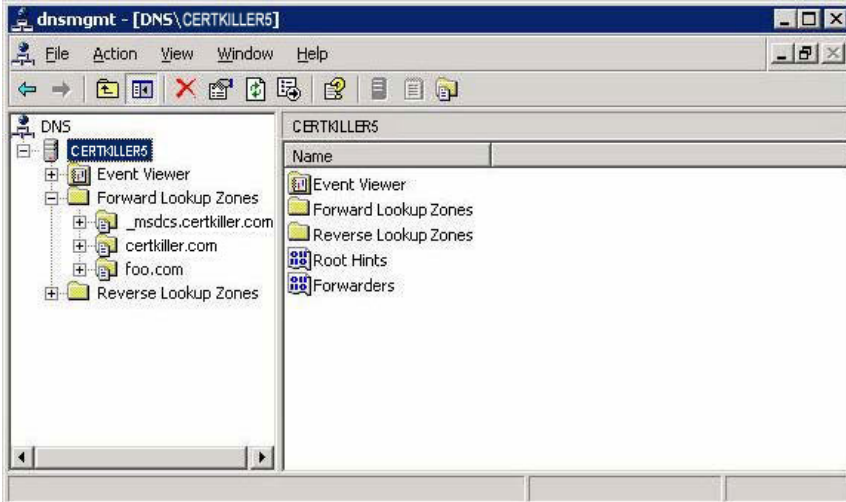 dnsmgmt - [DNS\CERTKILLER5]
File Action View Window Help
DNS
CERTKILLER5
Event Viewer
Forward Lookup Zones
_msdcs.certkiller.com
certkiller.com
foo.com
Reverse Lookup Zones
CERTKILLER5
Name
Event Viewer
Forward Lookup Zones
Reverse Lookup Zones
Root Hints
Forwarders